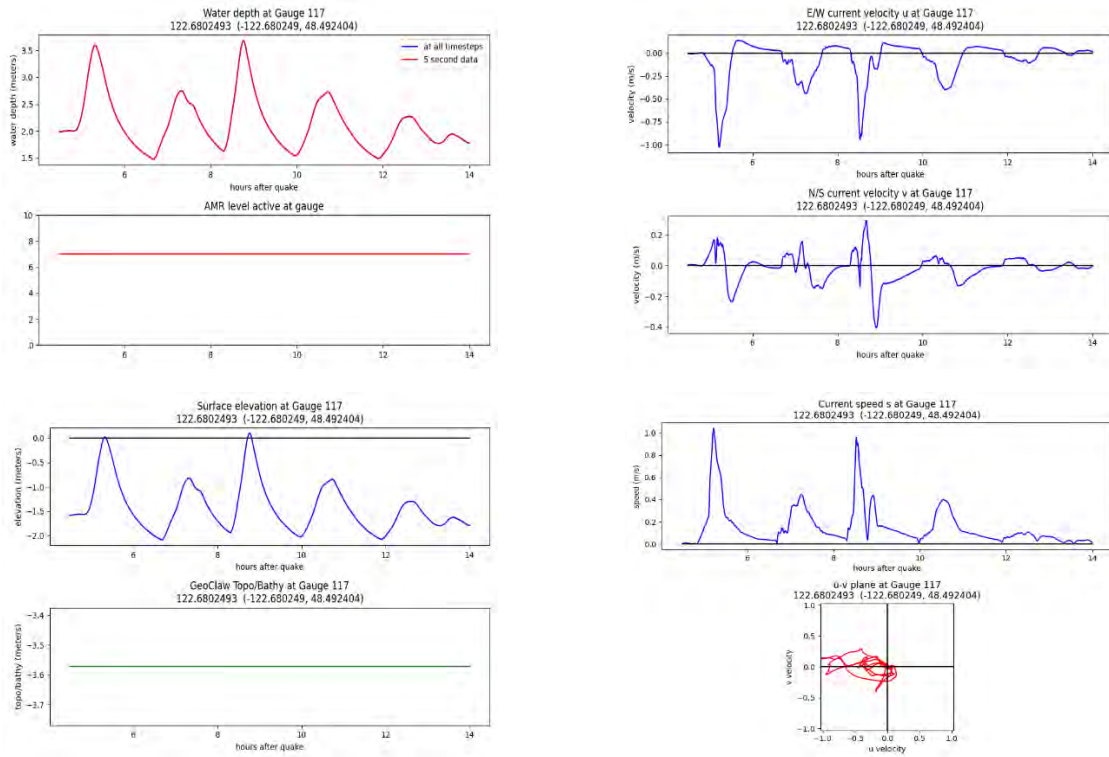 Water depth at Gauge 117
122.6802493 (-122.680249, 48.492404)
at all timesteps
5 second data
water depth (meters)
3.5
3.0
2.5
2.0
1.5
6 8 10 12 14
hours after quake
AMR level active at gauge
10
8
6
4
2
0
6 8 10 12 14
hours after quake
Surface elevation at Gauge 117
122.6802493 (-122.680249, 48.492404)
elevation (meters)
0.0
−0.5
−1.0
−1.5
−2.0
6 8 10 12 14
hours after quake
GeoClaw Topo/Bathy at Gauge 117
122.6802493 (-122.680249, 48.492404)
topo/bathy (meters)
−3.4
−3.5
−3.6
−3.7
6 8 10 12 14
hours after quake
E/W current velocity u at Gauge 117
122.6802493 (-122.680249, 48.492404)
velocity (m/s)
0.00
−0.25
−0.50
−0.75
−1.00
6 8 10 12 14
hours after quake
N/S current velocity v at Gauge 117
122.6802493 (-122.680249, 48.492404)
velocity (m/s)
0.2
0.0
−0.2
−0.4
6 8 10 12 14
hours after quake
Current speed s at Gauge 117
122.6802493 (-122.680249, 48.492404)
speed (m/s)
1.0
0.8
0.6
0.4
0.2
0.0
6 8 10 12 14
hours after quake
u-v plane at Gauge 117
122.6802493 (-122.680249, 48.492404)
v velocity
1.0
0.5
0.0
−0.5
−1.0
−1.0 −0.5 0.0 0.5 1.0
u velocity